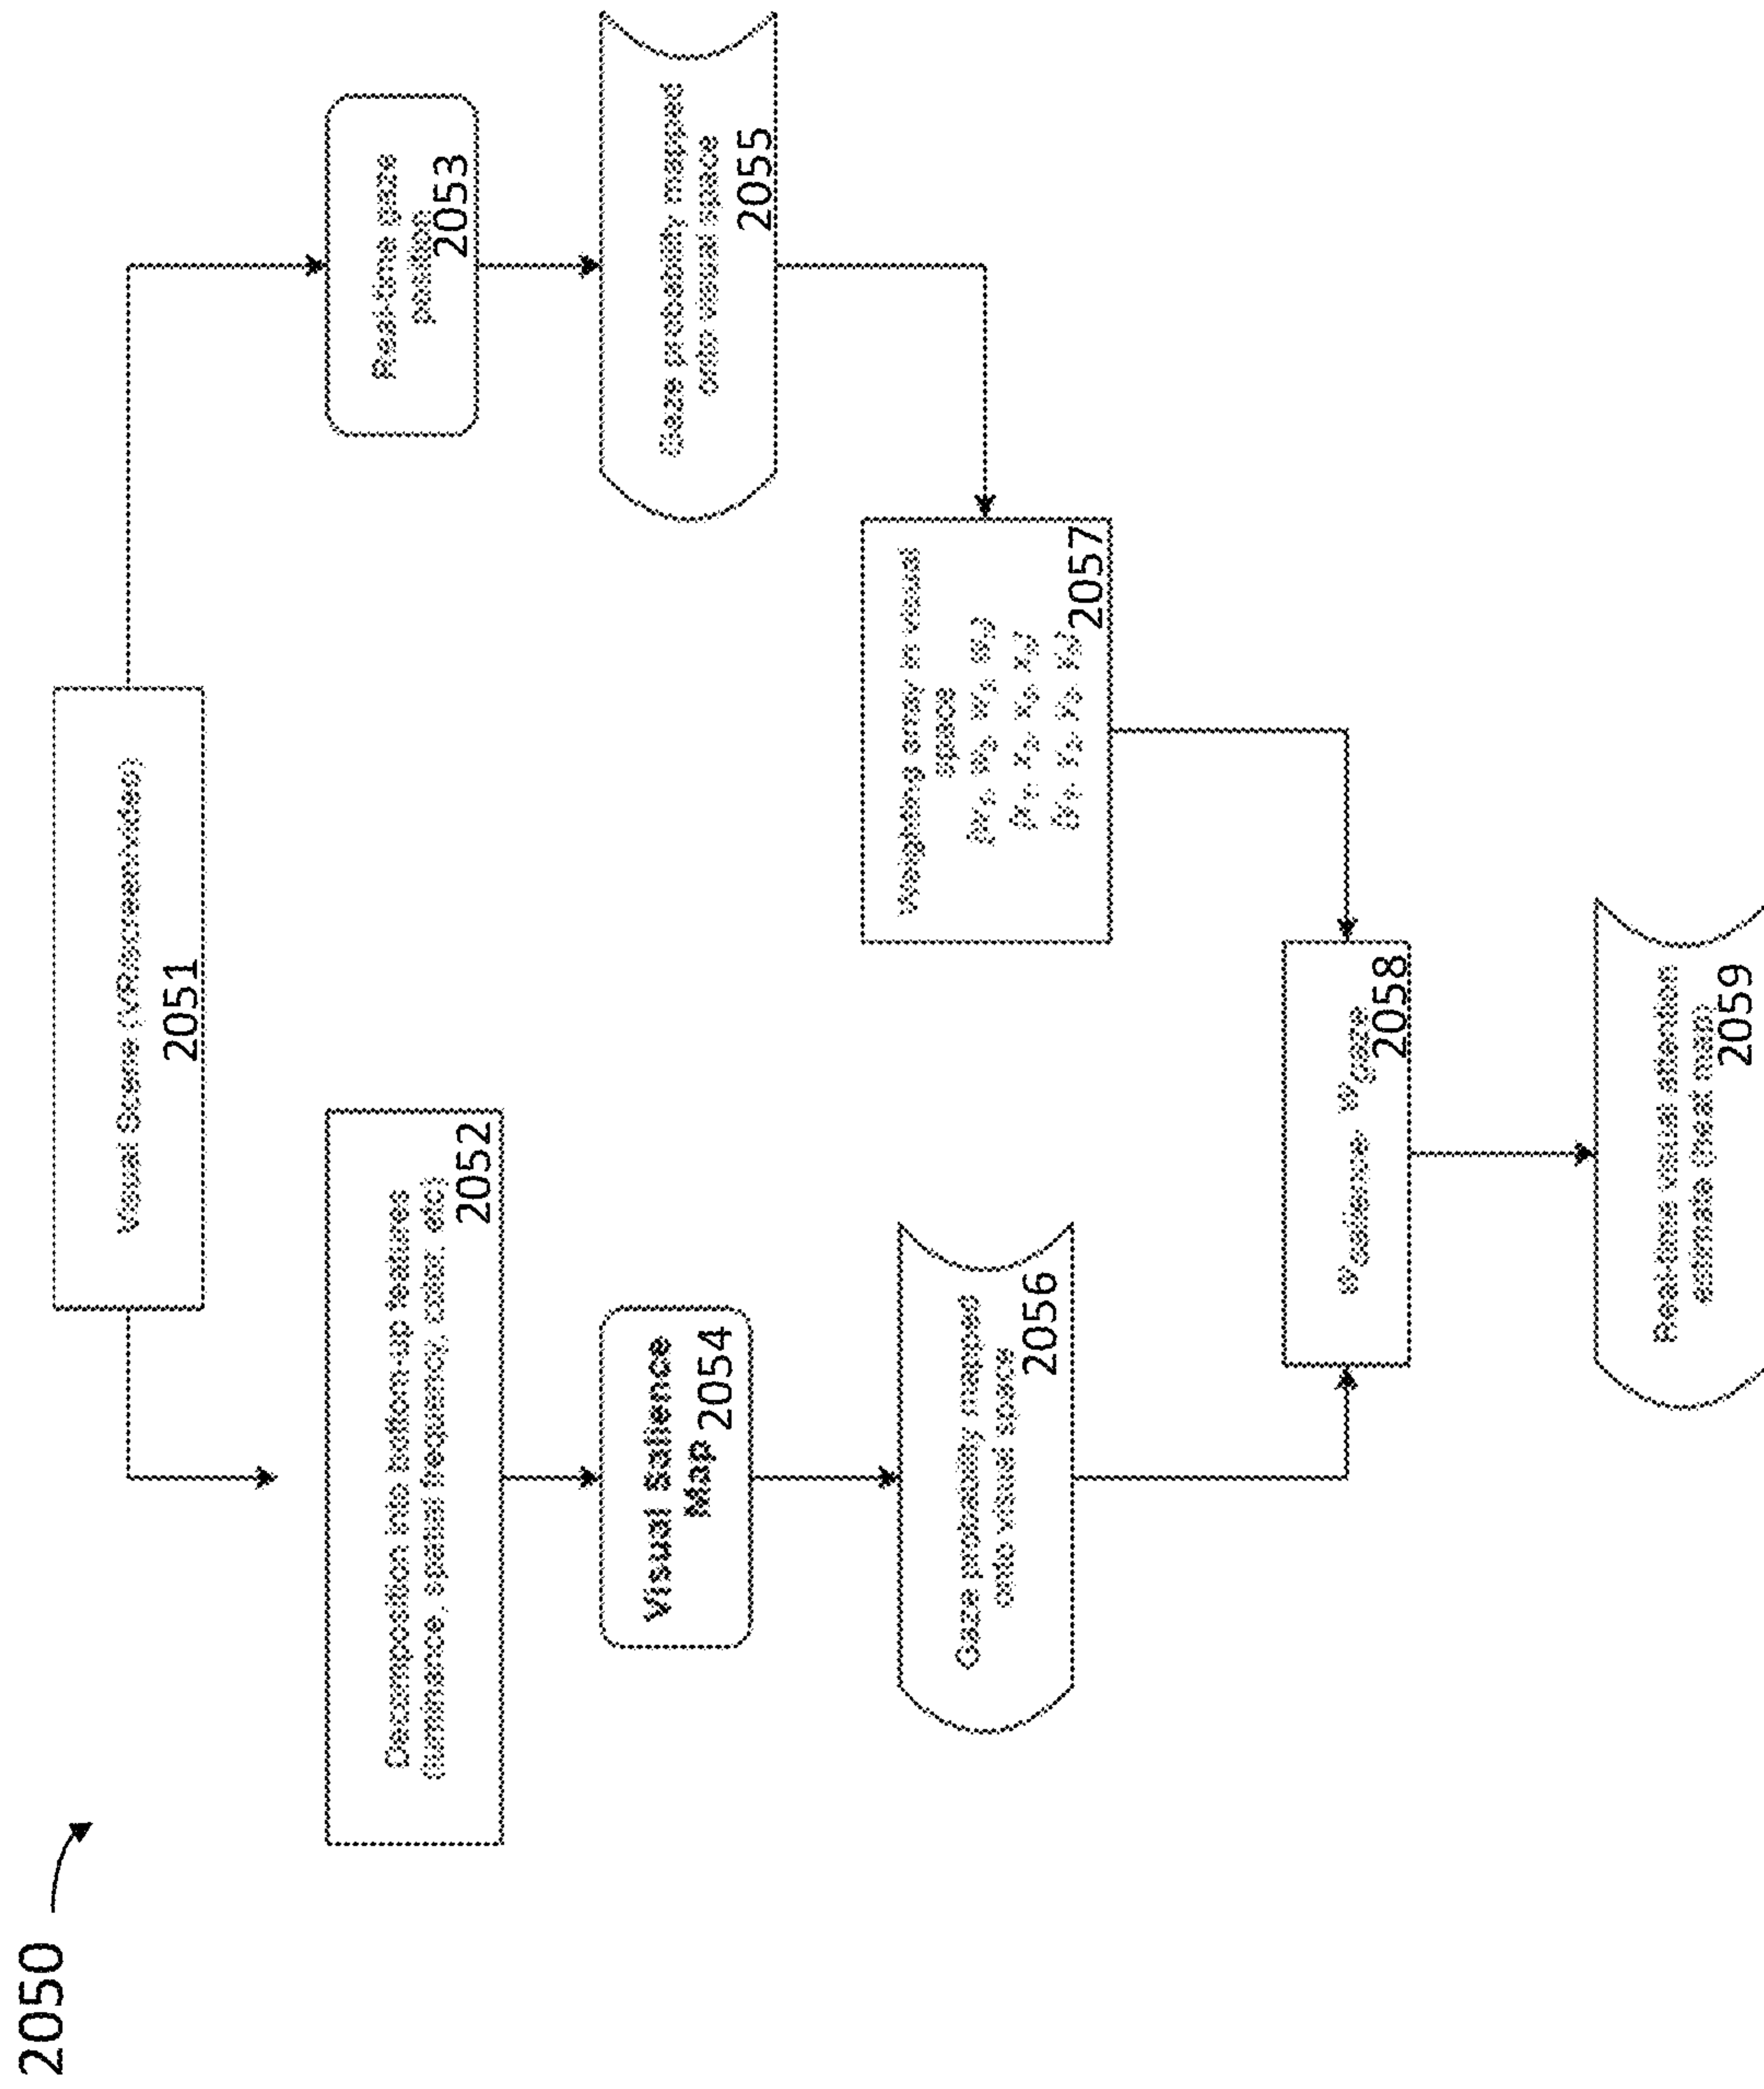 2050
Visual Scene (VR/screen/video)
2051
Decomposition into bottom-up features
(luminance, spatial frequency, color, etc)
2052
Real-time gaze
position
2053
Visual Salience
Map 2054
Gaze probability mapped
onto visual space
2055
Gaze probability mapped
onto visual space
2056
Weighting array in visual
space
2057
2058
Real-time visual attention
estimate (heat map)
2059